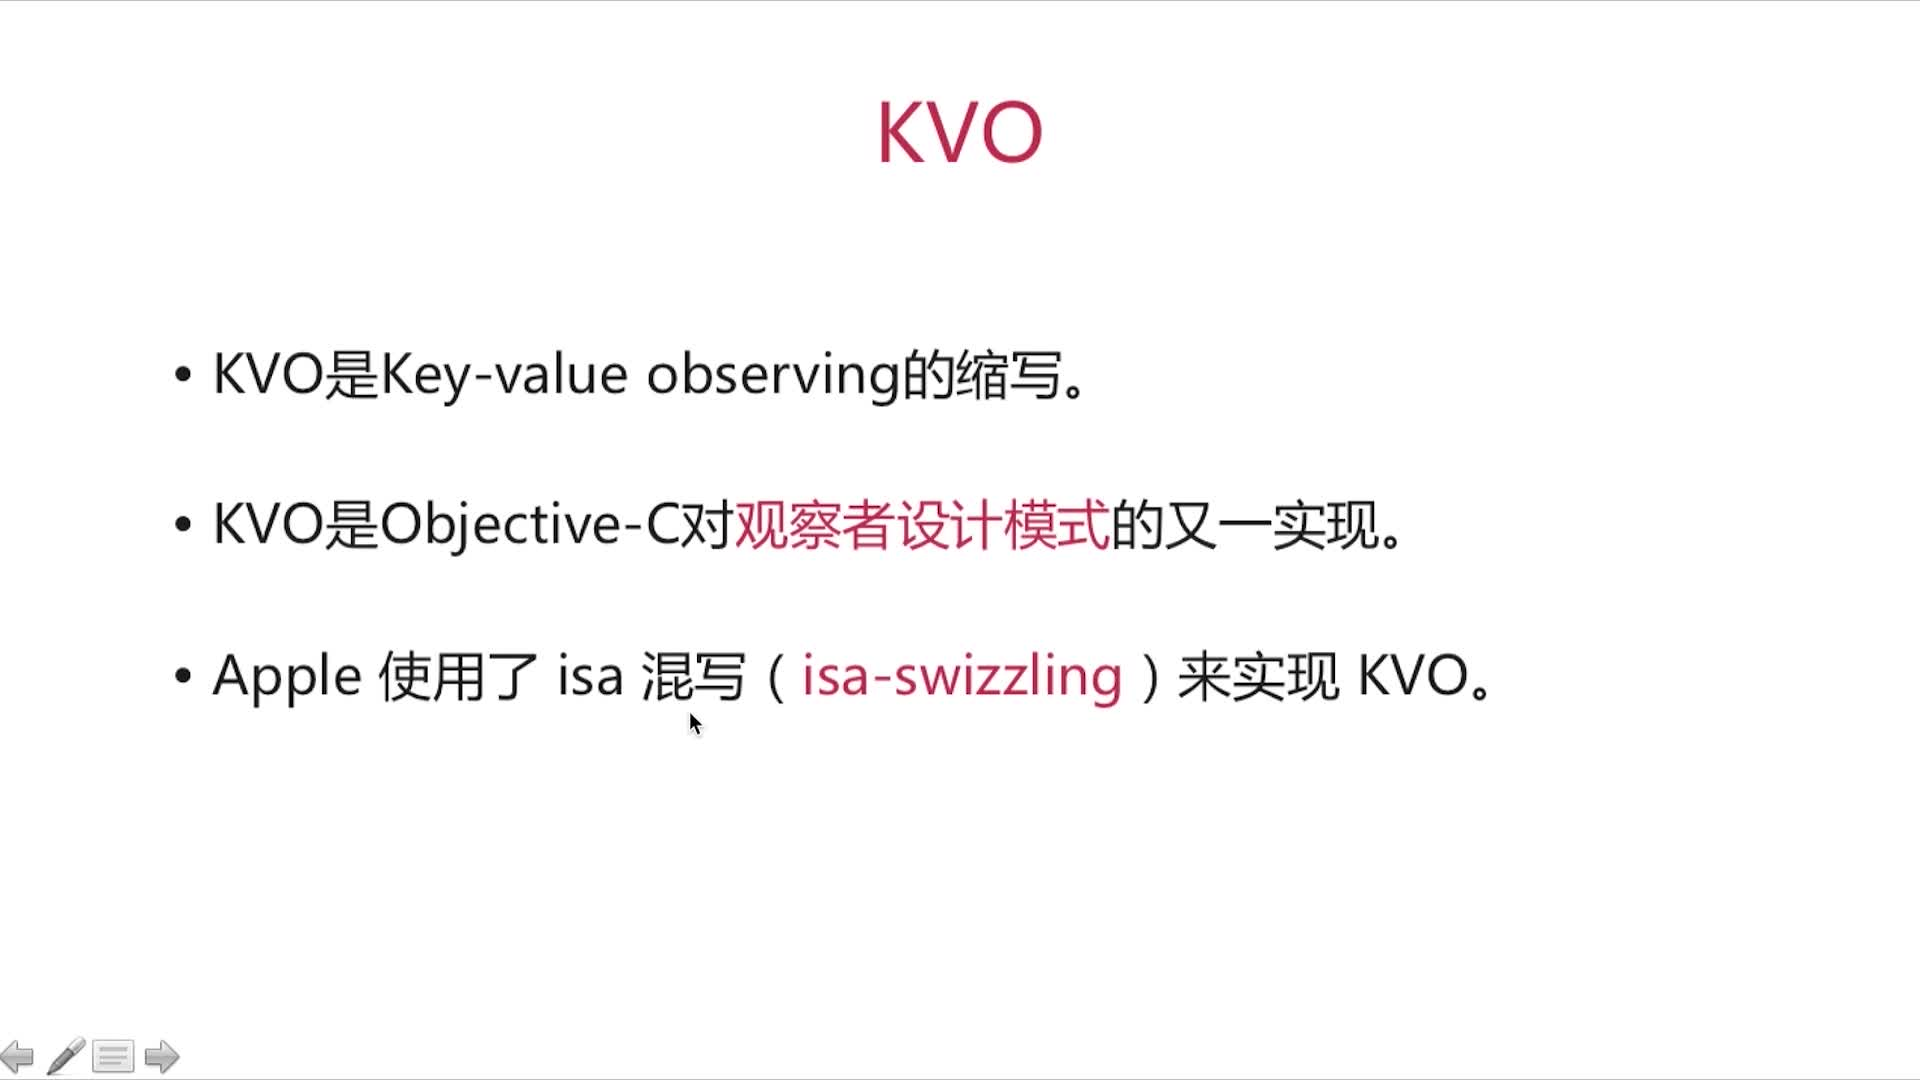 KVO
• KVO是Key-value observing的缩写。
• KVO是Objective-C对观察者设计模式的又一实现。
• Apple 使用了 isa 混写（isa-swizzling）来实现 KVO。